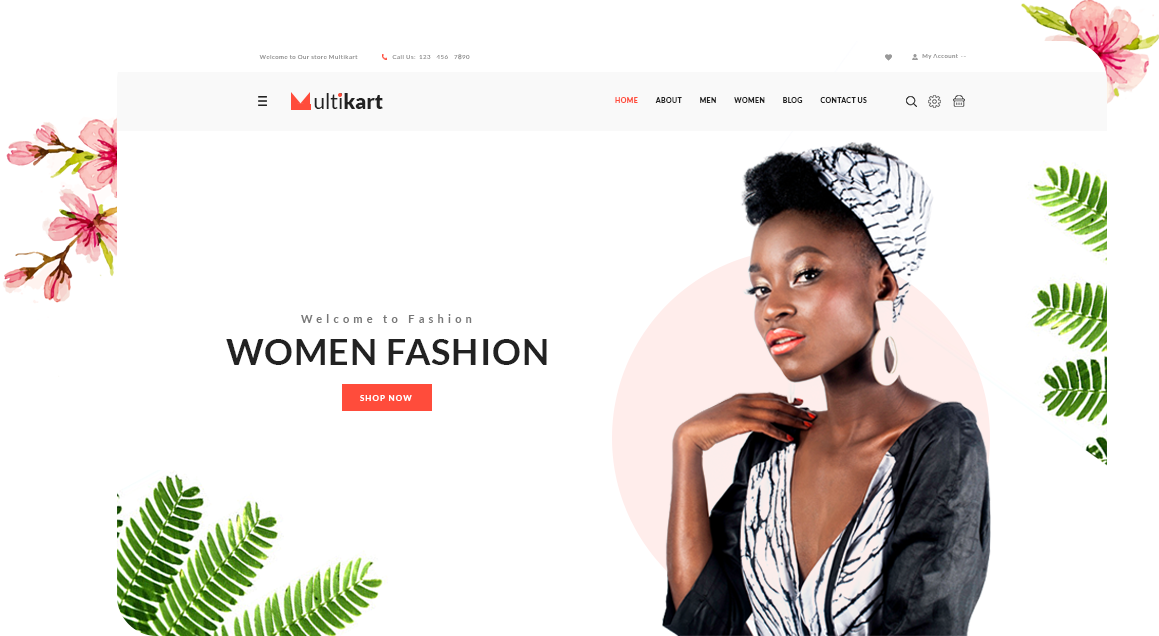 Welcome to Our store Multikart
Call Us: 123 - 456 - 7890
My Account
Multikart
HOME ABOUT MEN WOMEN BLOG CONTACT US
Welcome to Fashion
WOMEN FASHION
SHOP NOW